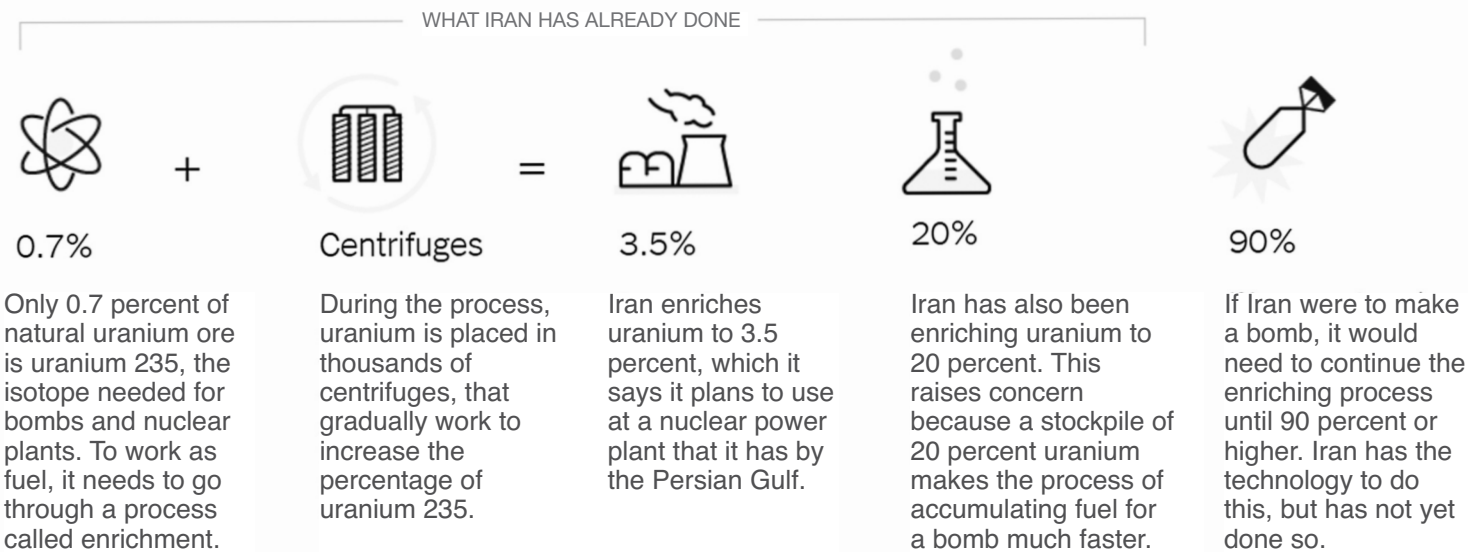 WHAT IRAN HAS ALREADY DONE
+
=
0.7%
Centrifuges
3.5%
20%
90%
Only 0.7 percent of
natural uranium ore
is uranium 235, the
isotope needed for
bombs and nuclear
plants. To work as
fuel, it needs to go
through a process
called enrichment.
During the process,
uranium is placed in
thousands of
centrifuges, that
gradually work to
increase the
percentage of
uranium 235.
Iran enriches
uranium to 3.5
percent, which it
says it plans to use
at a nuclear power
plant that it has by
the Persian Gulf.
Iran has also been
enriching uranium to
20 percent. This
raises concern
because a stockpile of
20 percent uranium
makes the process of
accumulating fuel for
a bomb much faster.
If Iran were to make
a bomb, it would
need to continue the
enriching process
until 90 percent or
higher. Iran has the
technology to do
this, but has not yet
done so.